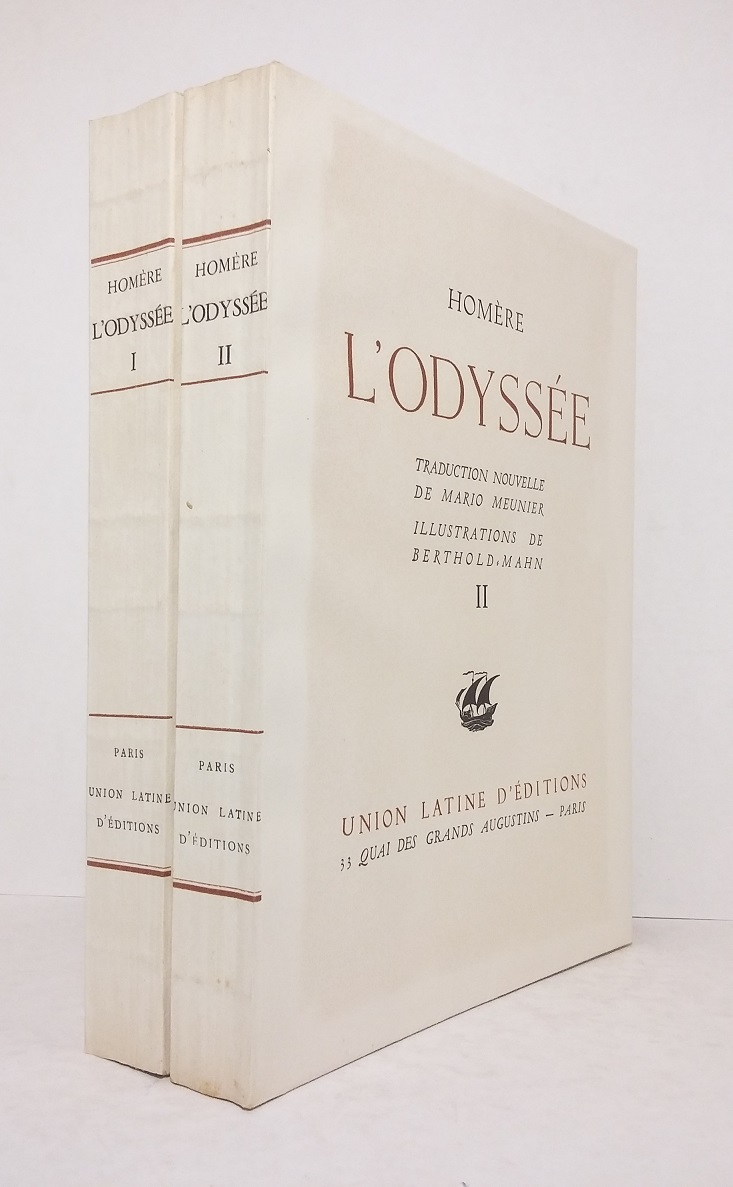 HOMÈRE
L'ODYSSÉE
I
PARIS
UNION LATINE
D'ÉDITIONS
HOMÈRE
L'ODYSSÉE
II
PARIS
UNION LATINE
D'ÉDITIONS
HOMÈRE
L'ODYSSÉE
TRADUCTION NOUVELLE
DE MARIO MEUNIER
ILLUSTRATIONS DE
BERTHOLD-MAHN
II
UNION LATINE D'ÉDITIONS
33 QUAI DES GRANDS AUGUSTINS — PARIS